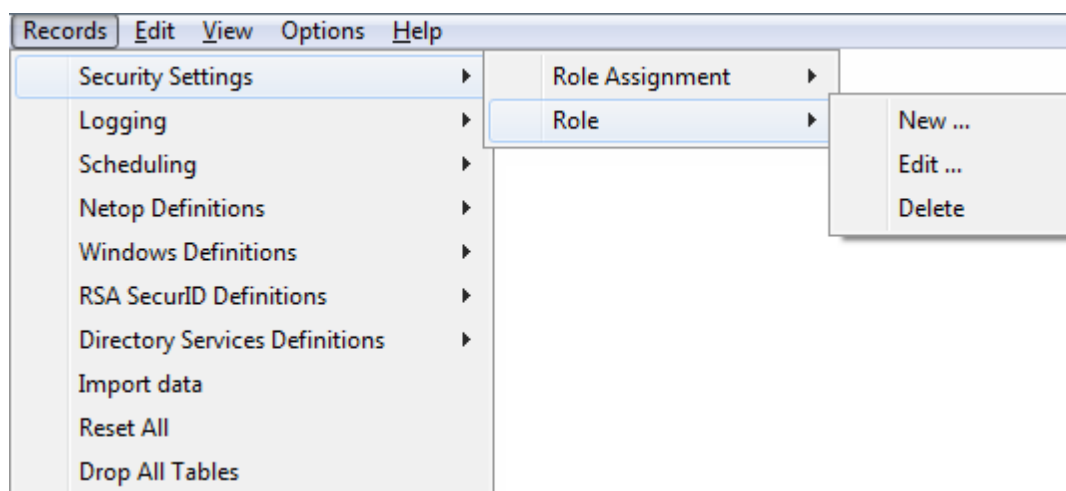 Records Edit View Options Help
Security Settings Role Assignment
Logging Role New ...
Scheduling Edit ...
Netop Definitions Delete
Windows Definitions
RSA SecurID Definitions
Directory Services Definitions
Import data
Reset All
Drop All Tables